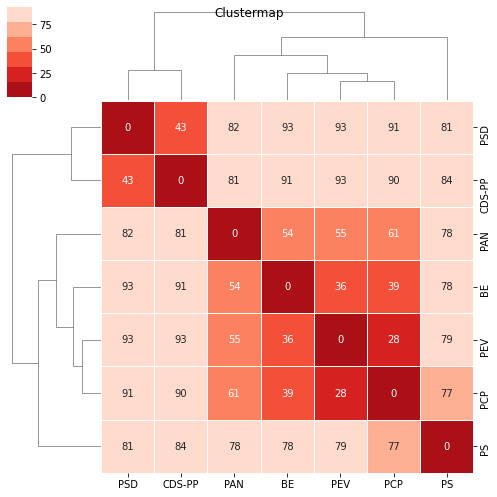 Clustermap
75
50
25
0
0 43 82 93 93 91 81 PSD
43 0 81 91 93 90 84 CDS-PP
82 81 0 54 55 61 78 PAN
93 91 54 0 36 39 78 BE
93 93 55 36 0 28 79 PEV
91 90 61 39 28 0 77 PCP
81 84 78 78 79 77 0 PS
PSD CDS-PP PAN BE PEV PCP PS